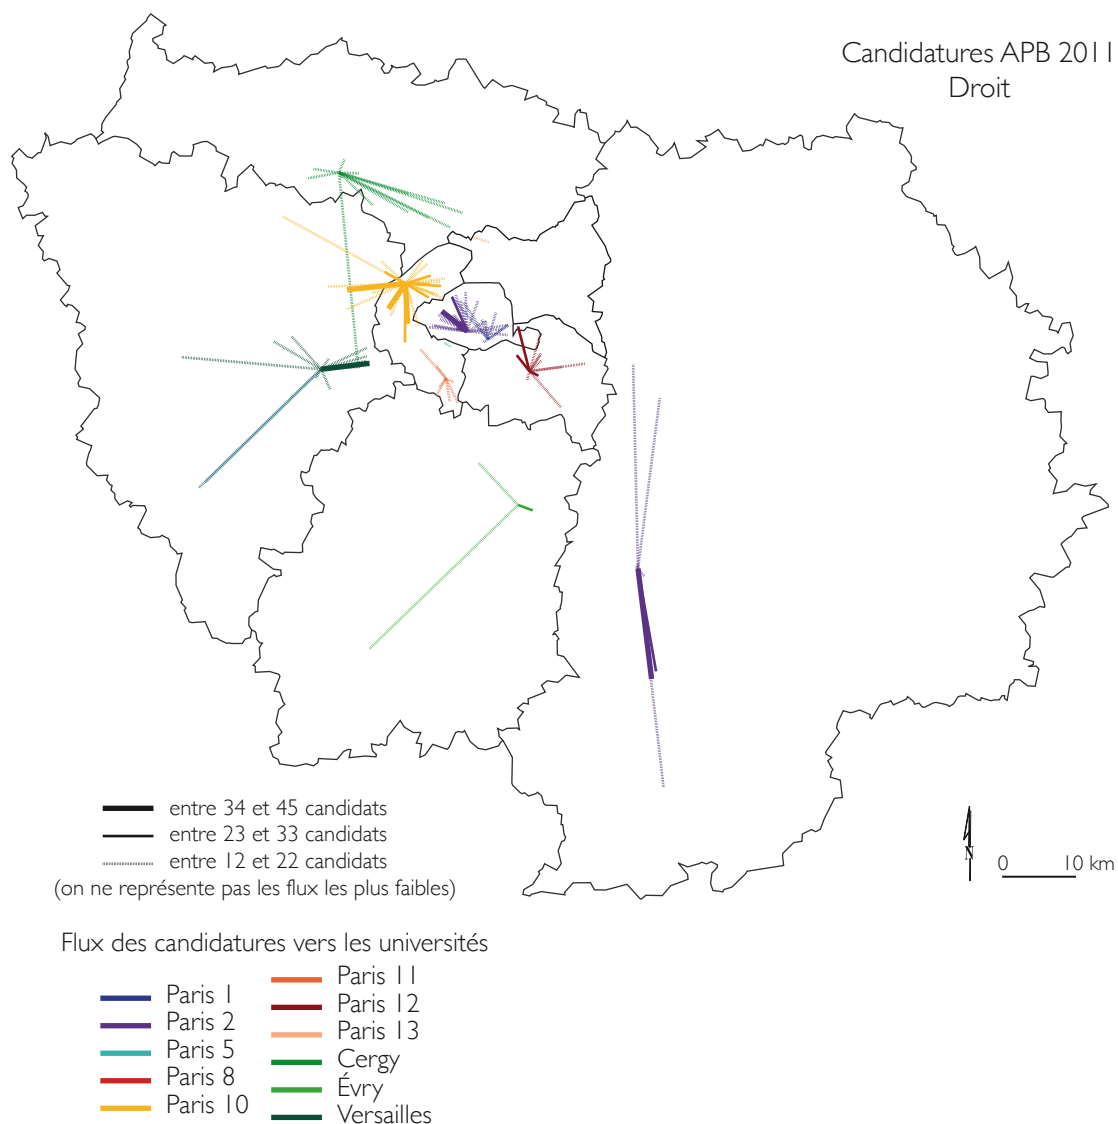 Candidatures APB 2011
Droit
entre 34 et 45 candidats
entre 23 et 33 candidats
entre 12 et 22 candidats
(on ne représente pas les flux les plus faibles)
N
0 10 km
Flux des candidatures vers les universités
Paris 1
Paris 2
Paris 5
Paris 8
Paris 10
Paris 11
Paris 12
Paris 13
Cergy
Évry
Versailles